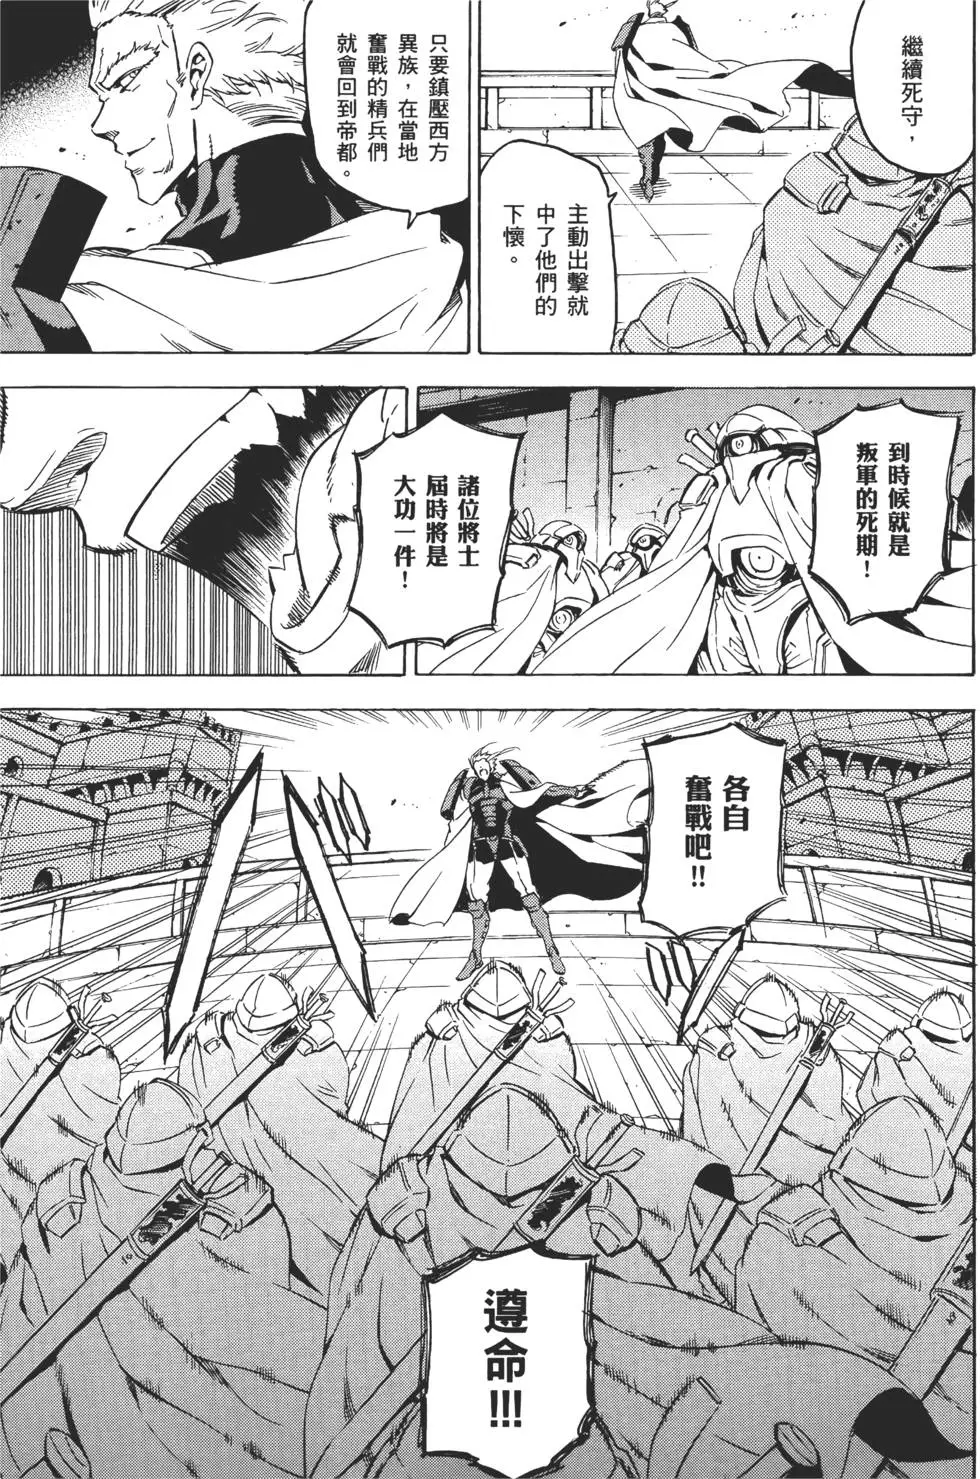 繼續死守，
主動出擊就
中了他們的
下懷。
只要鎮壓西方
異族，在當地
奮戰的精兵們
就會回到帝都。
到時候就是
叛軍的死期！
諸位將士
屆時將是
大功一件！
各自
奮戰吧!!
遵命!!!